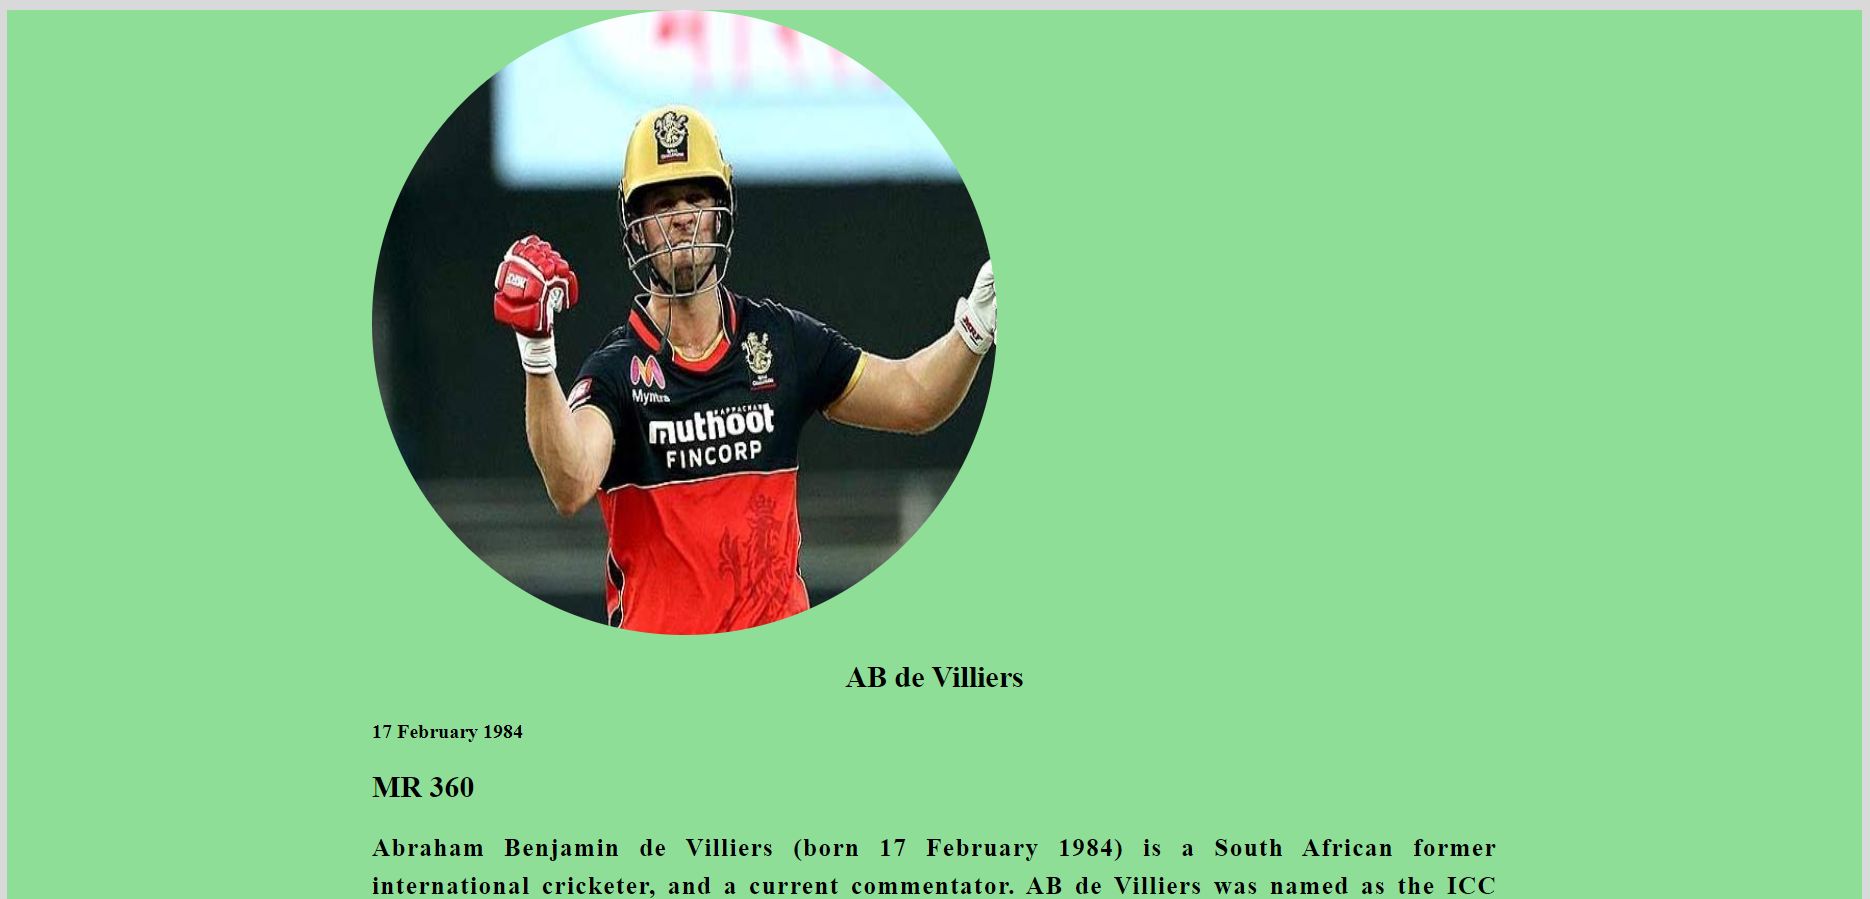 Myntra
muthoot
FINCORP
AB de Villiers
17 February 1984
MR 360
Abraham Benjamin de Villiers (born 17 February 1984) is a South African former
international cricketer, and a current commentator. AB de Villiers was named as the ICC